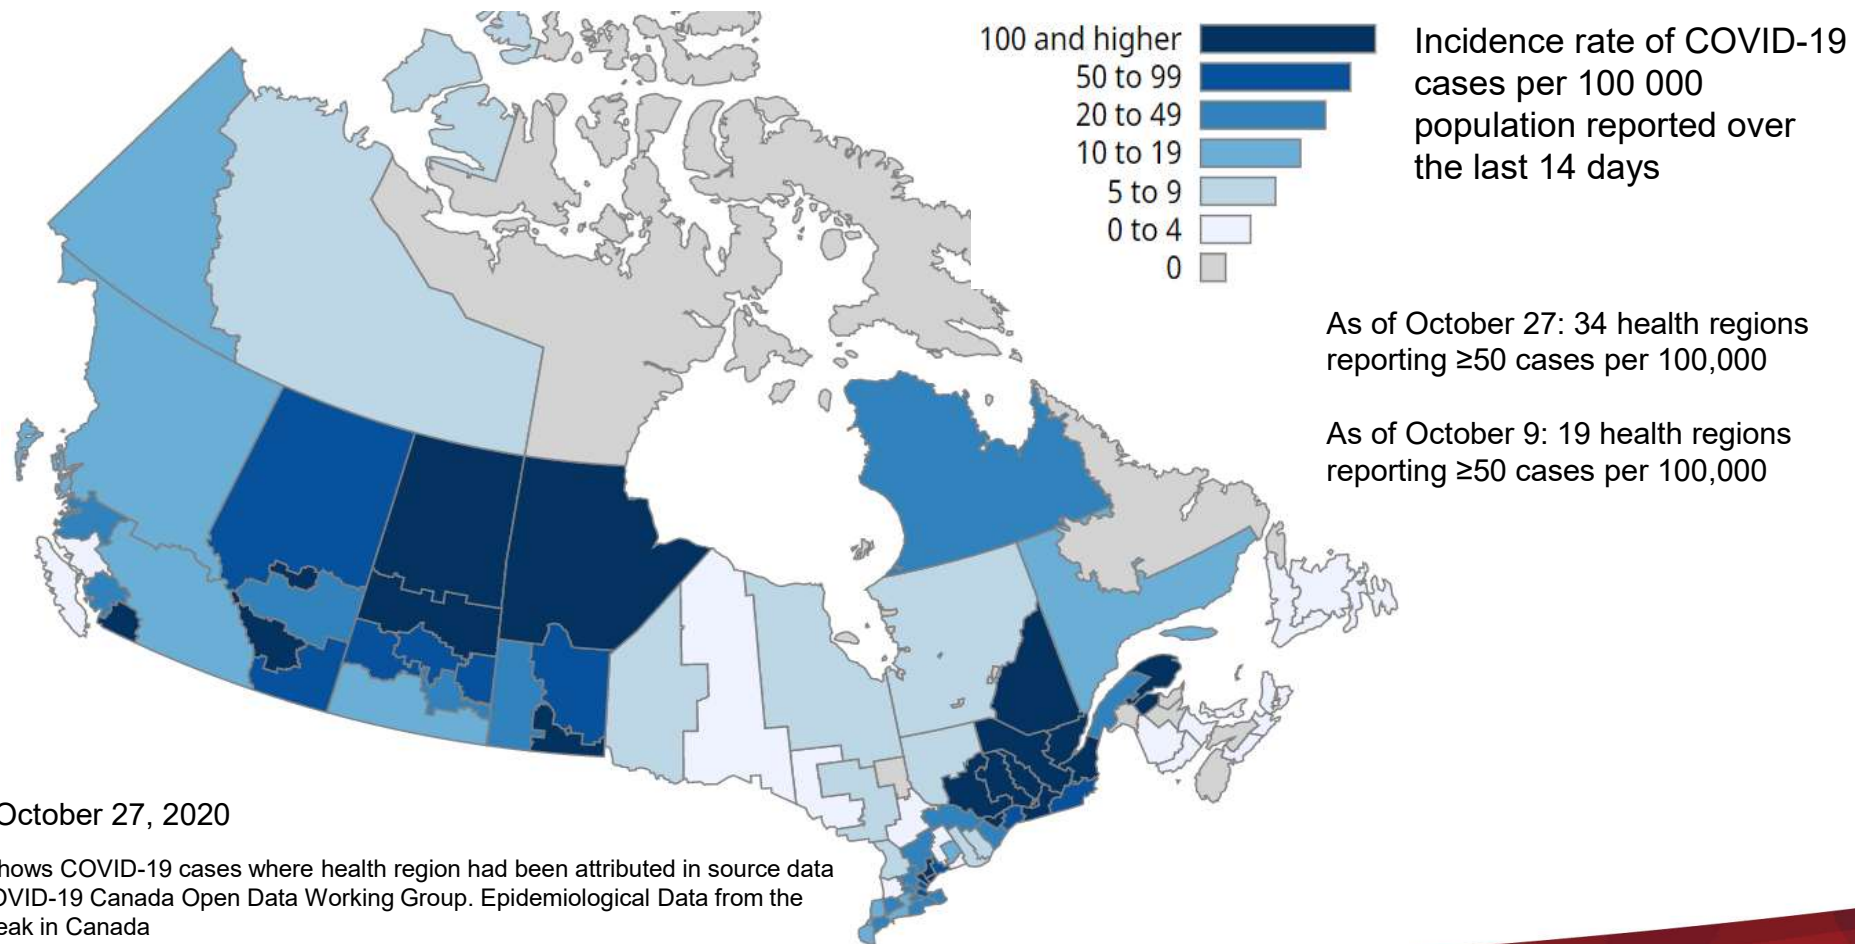 100 and higher
50 to 99
20 to 49
10 to 19
5 to 9
0 to 4
0
Incidence rate of COVID-19
cases per 100 000
population reported over
the last 14 days
As of October 27: 34 health regions
reporting ≥50 cases per 100,000
As of October 9: 19 health regions
reporting ≥50 cases per 100,000
October 27, 2020
COVID-19 cases where health region had been attributed in source data
Canada Open Data Working Group. Epidemiological Data from the
in Canada